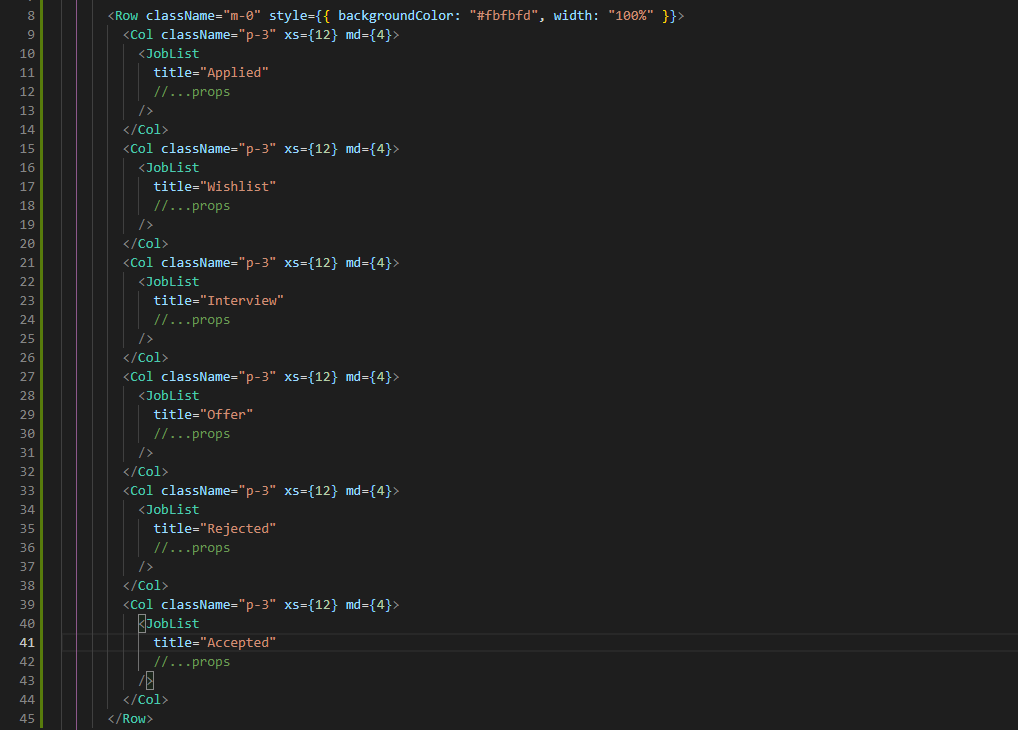 8 <Row className="m-0" style={{ backgroundColor: "#fbfbfd", width: "100%" }}>
9 <Col className="p-3" xs={12} md={4}>
10 <JobList
11 title="Applied"
12 //...props
13 />
14 </Col>
15 <Col className="p-3" xs={12} md={4}>
16 <JobList
17 title="Wishlist"
18 //...props
19 />
20 </Col>
21 <Col className="p-3" xs={12} md={4}>
22 <JobList
23 title="Interview"
24 //...props
25 />
26 </Col>
27 <Col className="p-3" xs={12} md={4}>
28 <JobList
29 title="Offer"
30 //...props
31 />
32 </Col>
33 <Col className="p-3" xs={12} md={4}>
34 <JobList
35 title="Rejected"
36 //...props
37 />
38 </Col>
39 <Col className="p-3" xs={12} md={4}>
40 <JobList
41 title="Accepted"
42 //...props
43 />
44 </Col>
45 </Row>